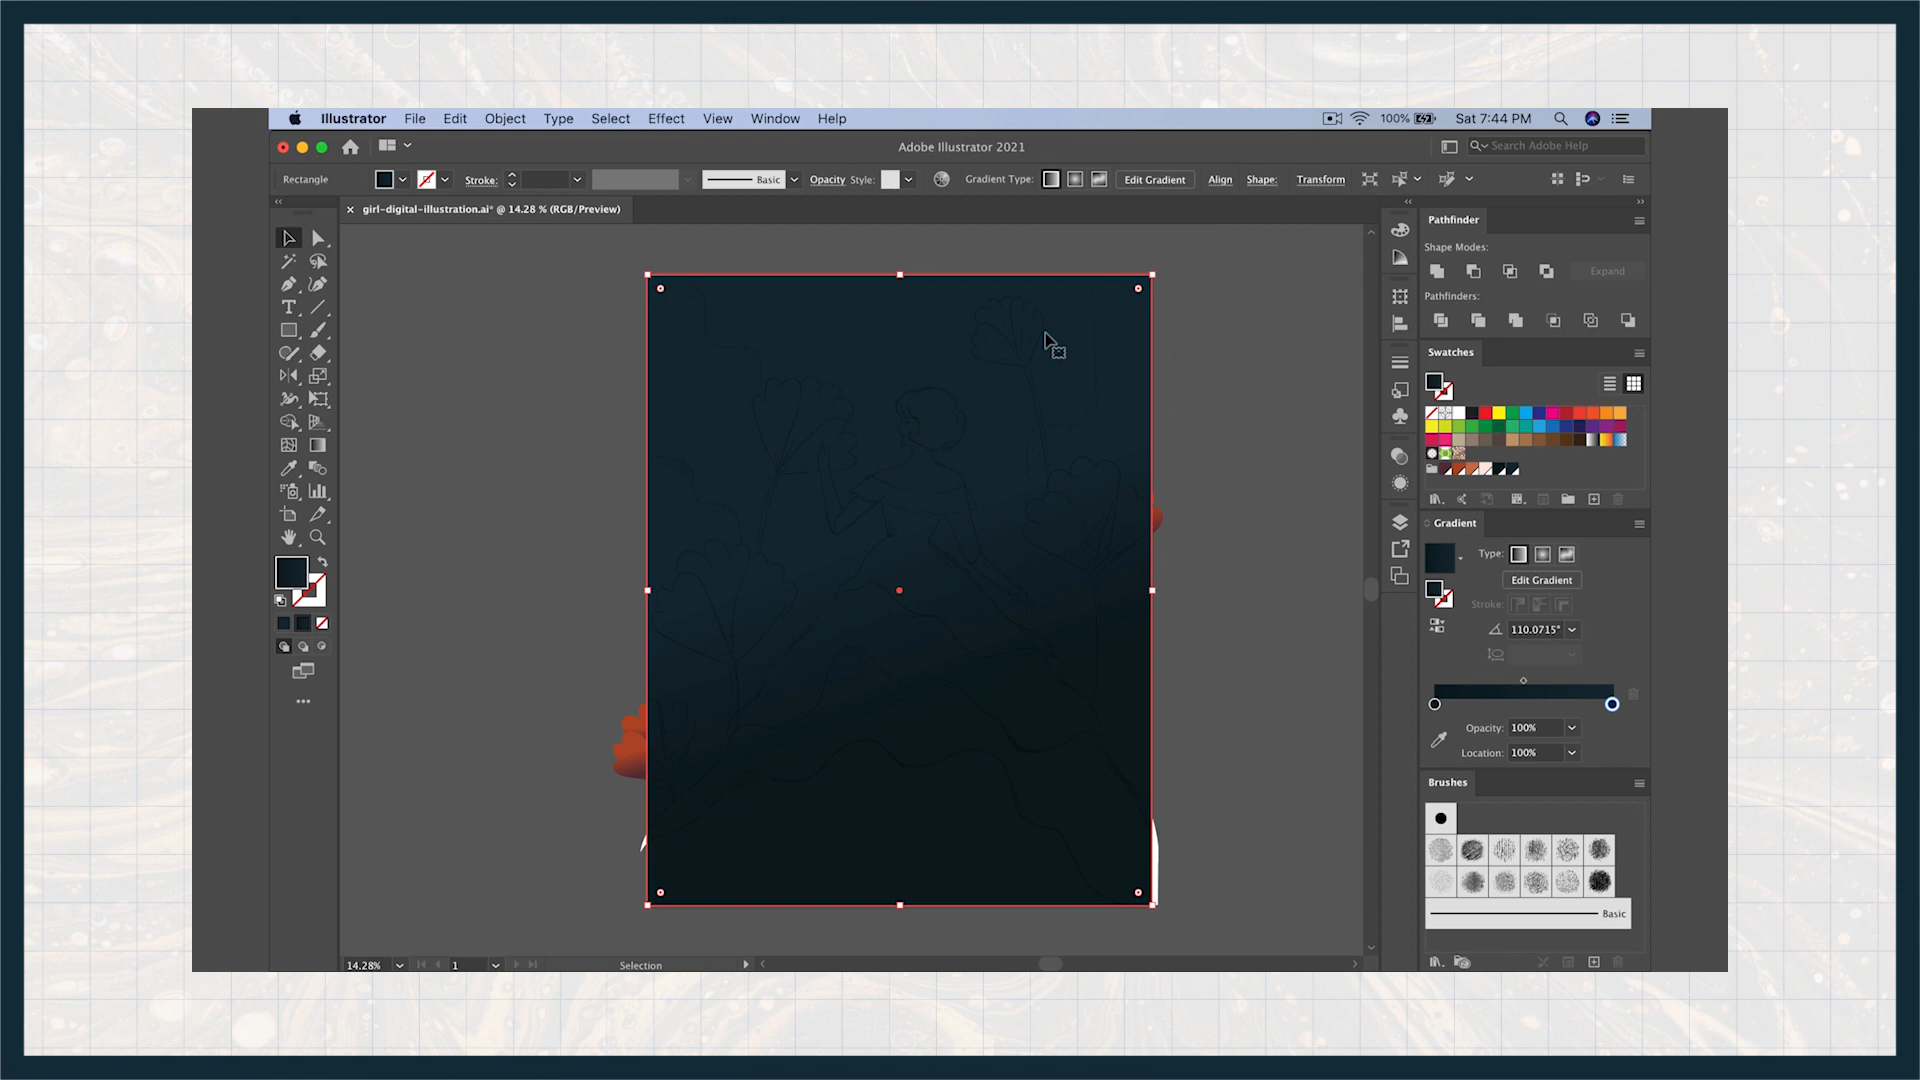 Illustrator File Edit Object Type Select Effect View Window Help 100% Sat 7:44 PM
Adobe Illustrator 2021 Search Adobe Help
Rectangle Stroke: Basic Opacity Style: Gradient Type: Edit Gradient Align Shape: Transform
girl-digital-illustration.ai* @ 14.28 % (RGB/Preview)
Pathfinder
Shape Modes:
Expand
Pathfinders:
Swatches
Gradient
Type:
Edit Gradient
Stroke:
110.0715°
Opacity: 100%
Location: 100%
Brushes
Basic
14.28% 1 Selection